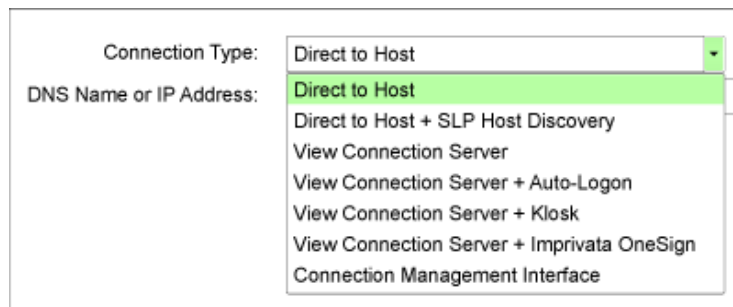 Connection Type: Direct to Host
DNS Name or IP Address:
Direct to Host
Direct to Host + SLP Host Discovery
View Connection Server
View Connection Server + Auto-Logon
View Connection Server + Klosk
View Connection Server + Imprivata OneSign
Connection Management Interface